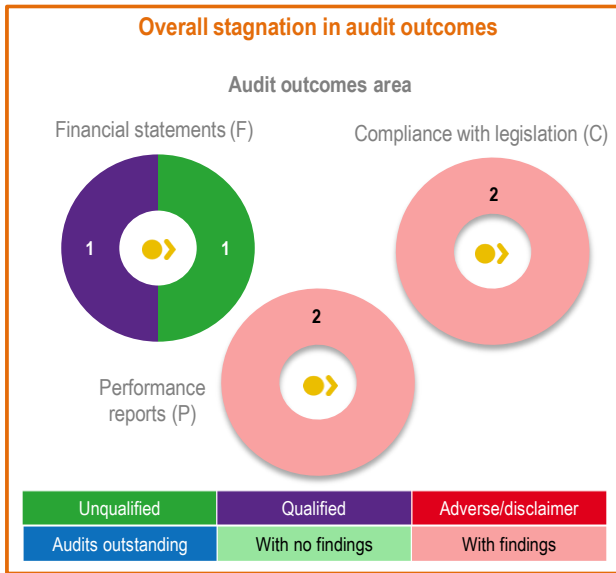 Overall stagnation in audit outcomes
Audit outcomes area
Financial statements (F)
Compliance with legislation (C)
1
1
2
2
Performance
reports (P)
Unqualified
Qualified
Adverse/disclaimer
Audits outstanding
With no findings
With findings